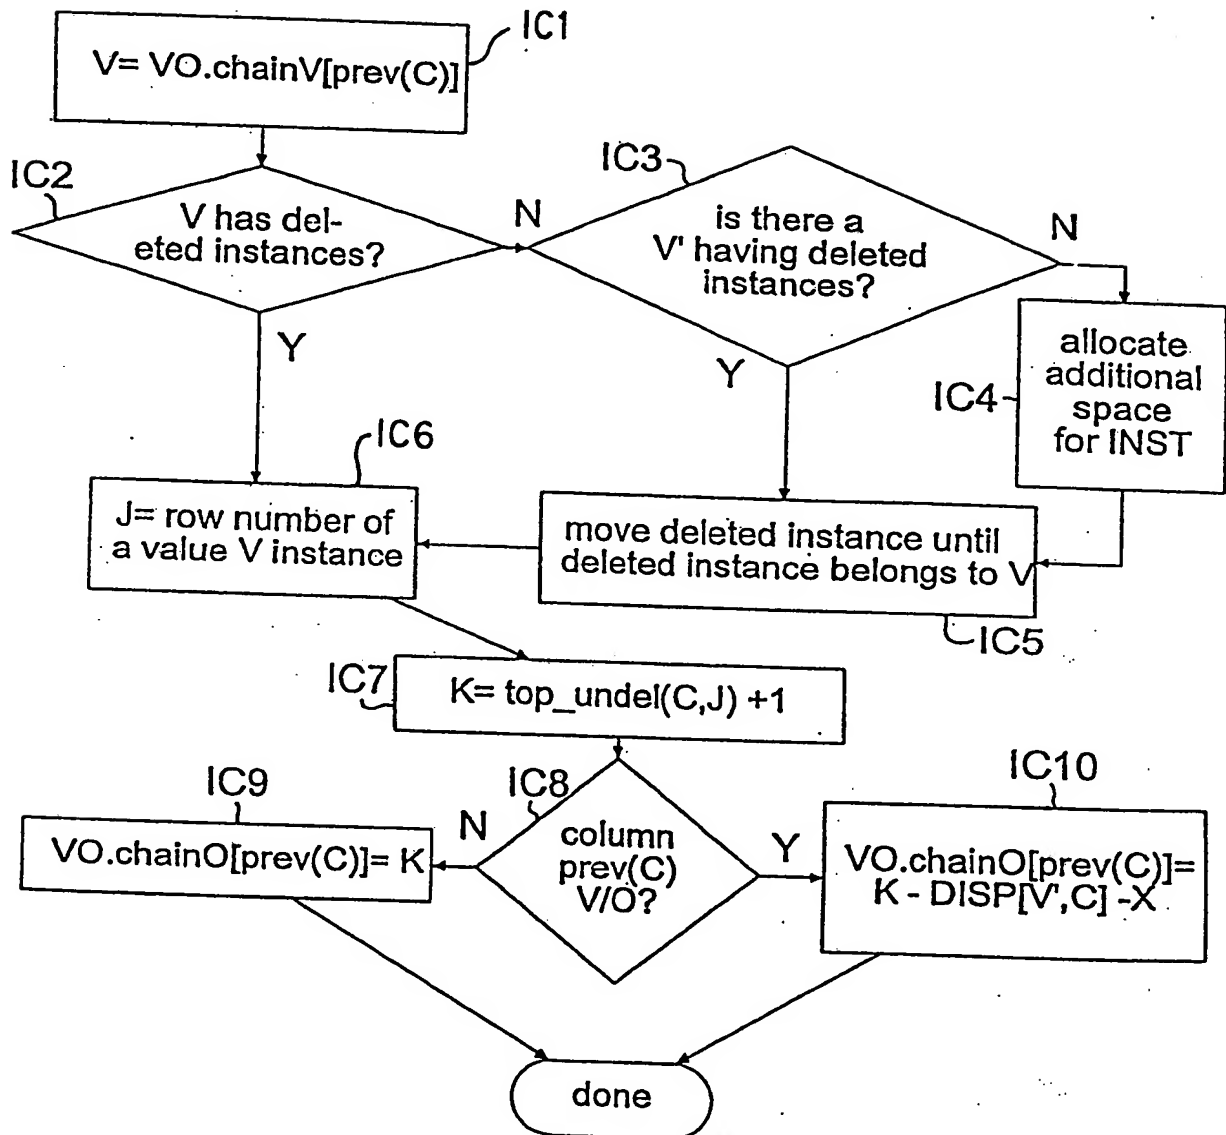 IC1
V= VO.chainV[prev(C)]
IC2
V has del-
eted instances?
N
Y
IC3
is there a
V' having deleted
instances?
N
Y
IC4
allocate
additional
space
for INST
IC6
J= row number of
a value V instance
move deleted instance until
deleted instance belongs to V
IC5
IC7
K= top_undel(C,J) +1
IC8
column
prev(C)
V/O?
N
Y
IC9
VO.chainO[prev(C)]= K
IC10
VO.chainO[prev(C)]=
K - DISP[V',C] -X
done